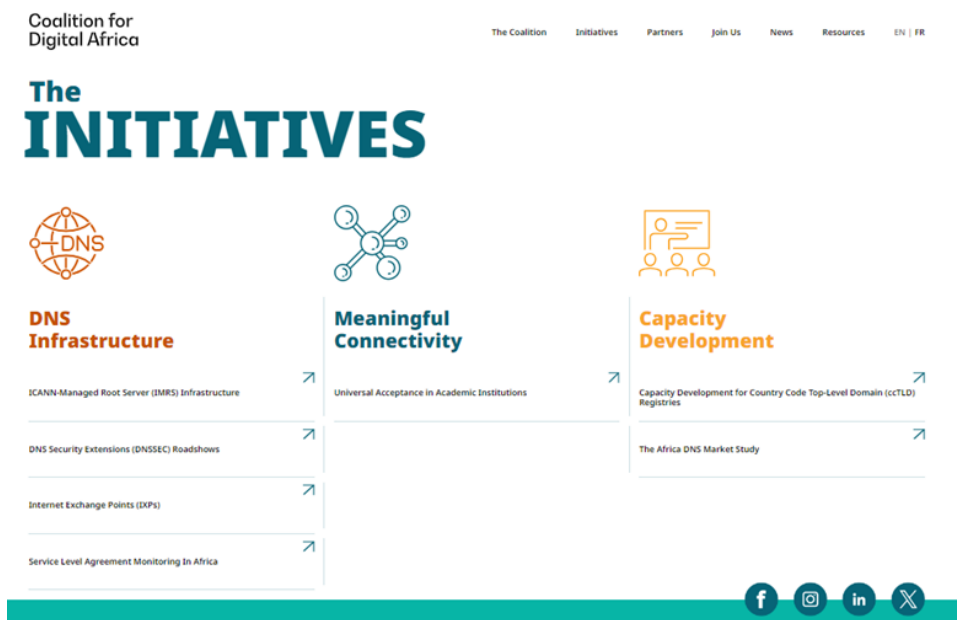 Coalition for
Digital Africa
The Coalition
Initiatives
Partners
Join Us
News
Resources
EN | FR
The
INITIATIVES
DNS
DNS
Infrastructure
ICANN-Managed Root Server (IMRS) Infrastructure
DNS Security Extensions (DNSSEC) Roadshows
Internet Exchange Points (IXPs)
Service Level Agreement Monitoring In Africa
Meaningful
Connectivity
Universal Acceptance in Academic Institutions
Capacity
Development
Capacity Development for Country Code Top-Level Domain (ccTLD)
Registries
The Africa DNS Market Study
f
in
X